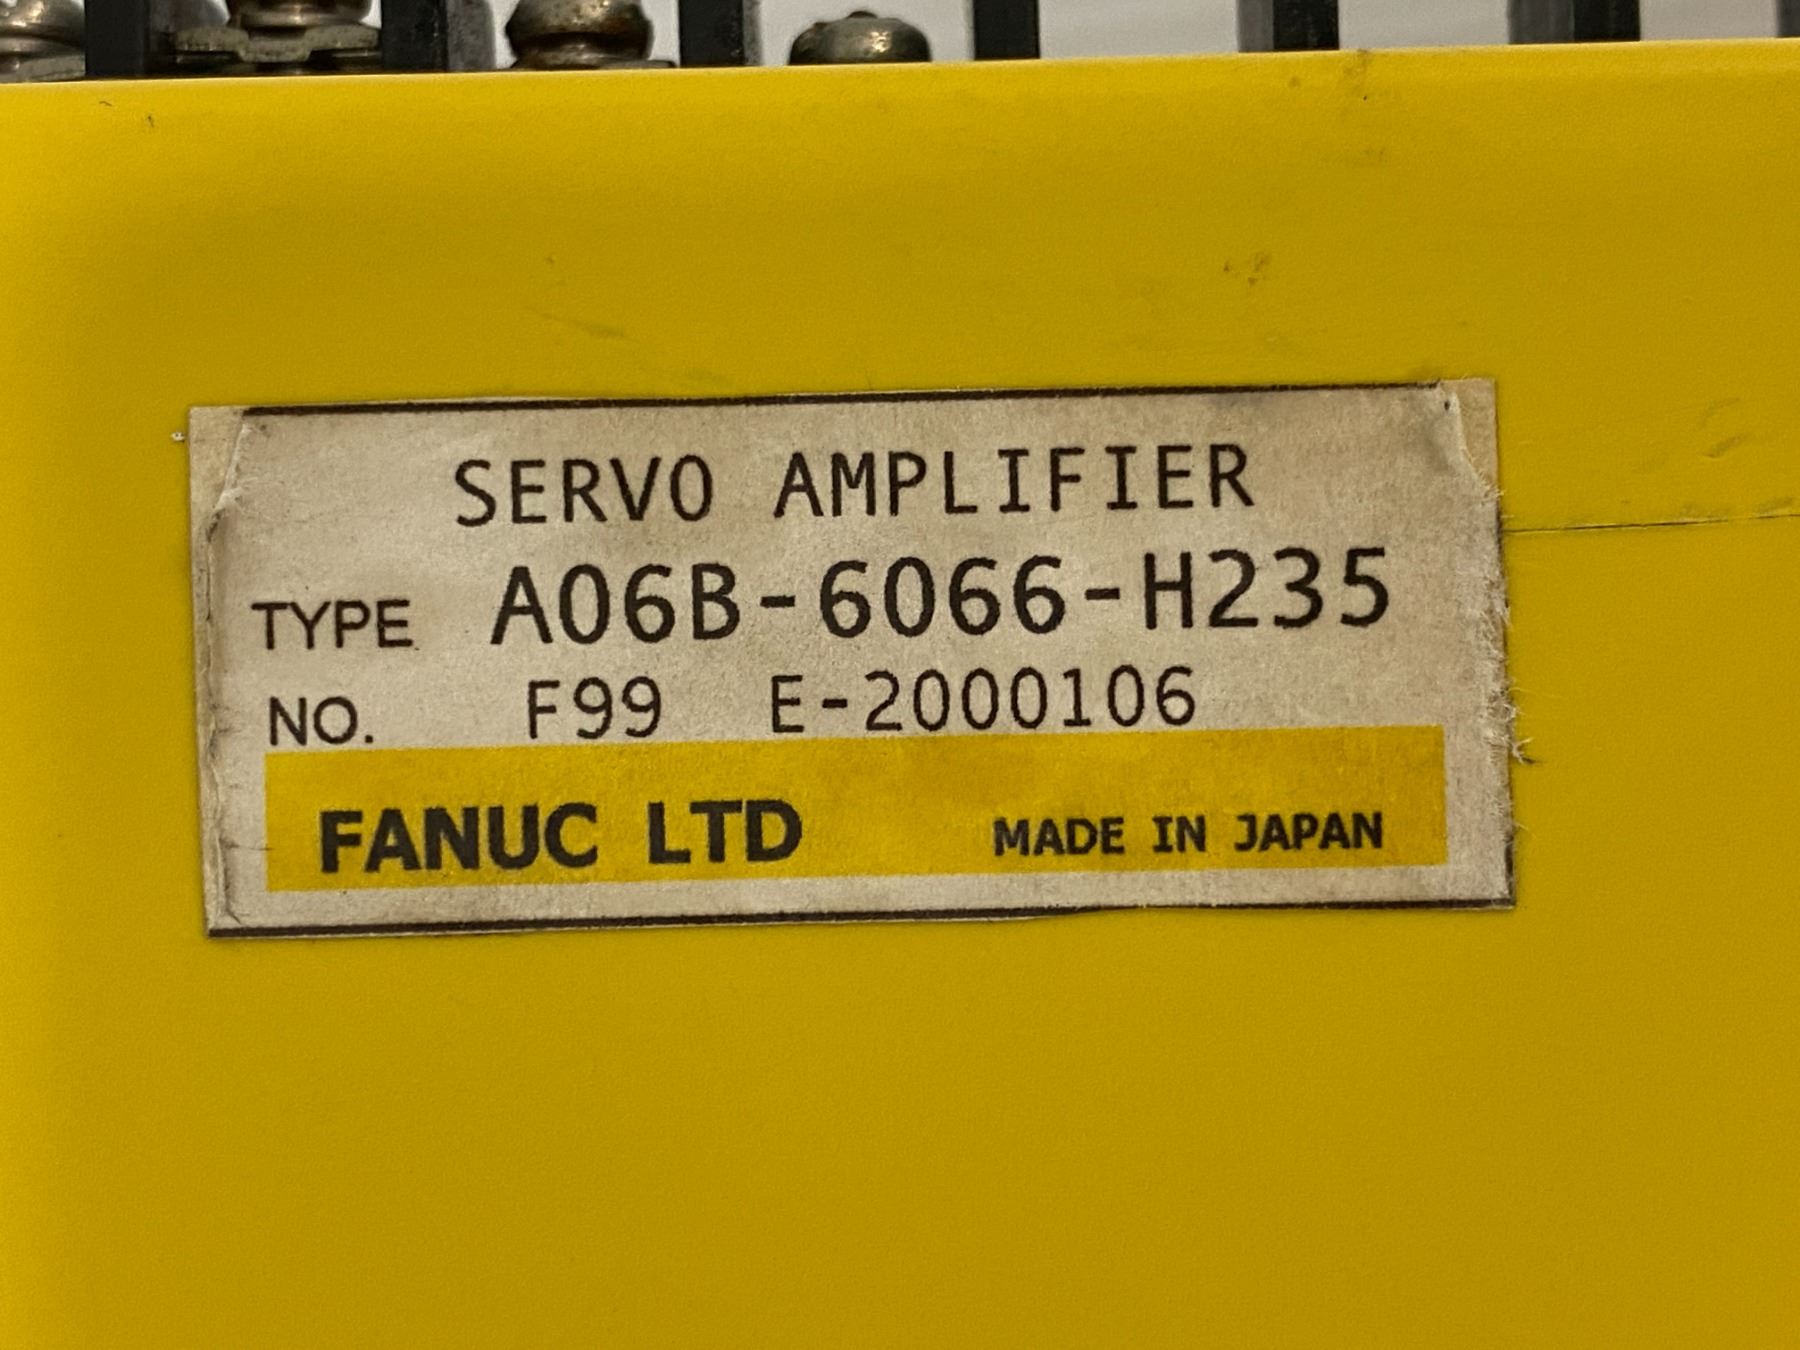 SERVO AMPLIFIER
TYPE A06B-6066-H235
NO. F99 E-2000106
FANUC LTD MADE IN JAPAN